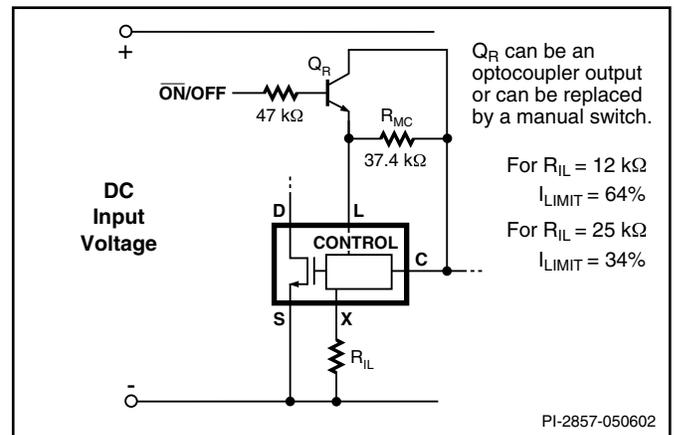 +
Q_R
Q_R can be an
optocoupler output
or can be replaced
by a manual switch.
ON/OFF
47 kΩ
R_MC
37.4 kΩ
For R_IL = 12 kΩ
I_LIMIT = 64%
For R_IL = 25 kΩ
I_LIMIT = 34%
DC
Input
Voltage
D
L
CONTROL
C
S
X
R_IL
-
PI-2857-050602